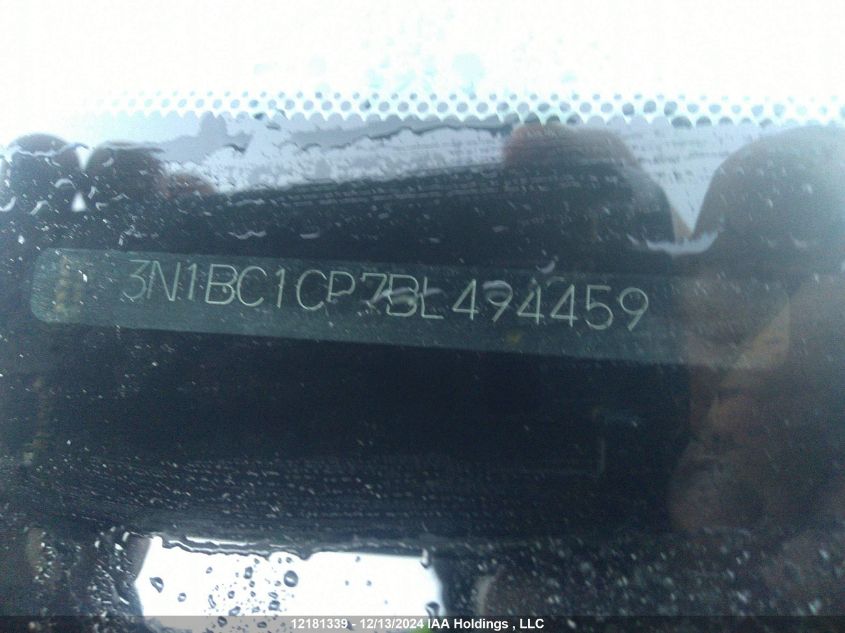 3N1BC1CP7BL494459
12181339 - 12/13/2024 IAA Holdings , LLC